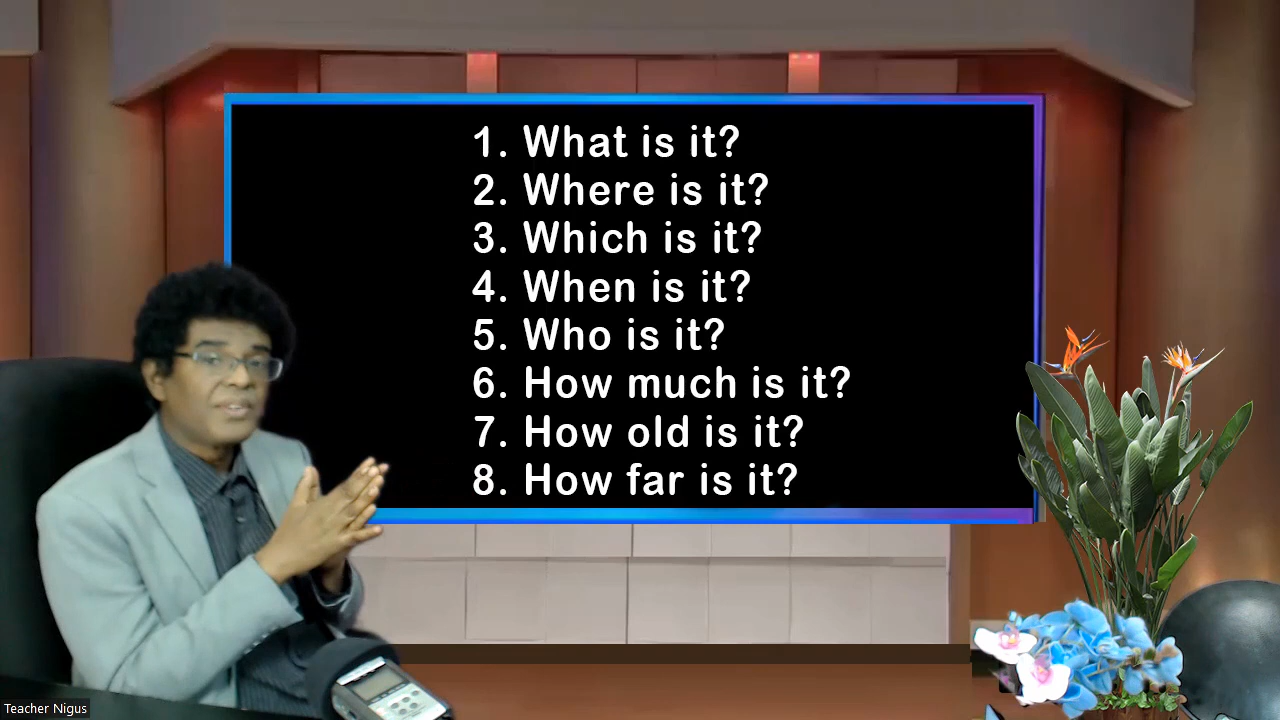 1. What is it?
2. Where is it?
3. Which is it?
4. When is it?
5. Who is it?
6. How much is it?
7. How old is it?
8. How far is it?
Teacher Nigus